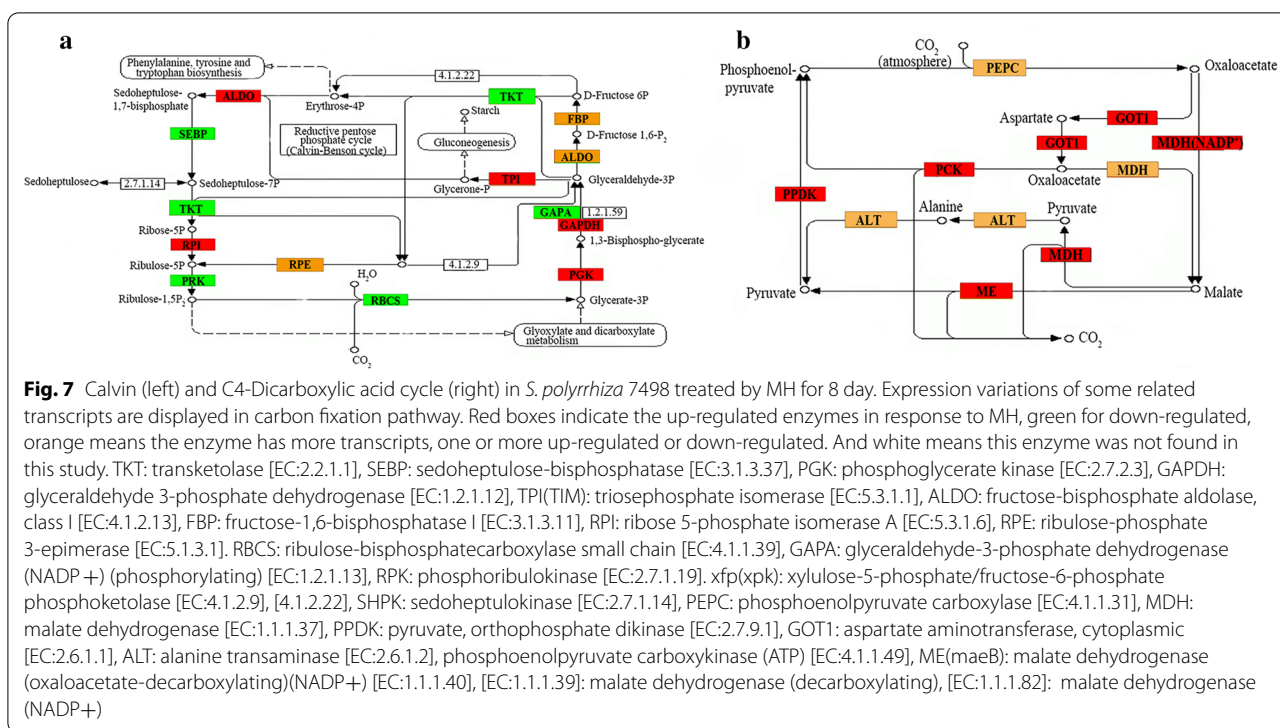 a
Phenylalanine, tyrosine and
tryptophan biosynthesis
4.1.2.22
Sedoheptulose-
1,7-bisphosphate
ALDO
Erythrose-4P
TKT
D-Fructose 6P
Starch
FBP
SEBP
Reductive pentose
phosphate cycle
(Calvin-Benson cycle)
Gluconeogenesis
D-Fructose 1,6-P2
ALDO
Sedoheptulose
2.7.1.14
Sedoheptulose-7P
Glycerone-P
TPI
Glyceraldehyde-3P
TKT
GAPA
1.2.1.59
GAPDH
Ribose-5P
RPI
1,3-Bisphospho-glycerate
Ribulose-5P
RPE
4.1.2.9
H2O
PRK
PGK
Ribulose-1,5P2
RBCS
Glycerate-3P
Glyoxylate and dicarboxylate
metabolism
CO2
b
CO2
(atmosphere)
Phosphoenol-
pyruvate
PEPC
Oxaloacetate
Aspartate
GOT1
GOT1
MDH(NADP+)
PCK
Oxaloacetate
MDH
PPDK
ALT
Alanine
ALT
Pyruvate
MDH
Pyruvate
ME
Malate
CO2
Fig. 7 Calvin (left) and C4-Dicarboxylic acid cycle (right) in S. polyrrhiza 7498 treated by MH for 8 day. Expression variations of some related
transcripts are displayed in carbon fixation pathway. Red boxes indicate the up-regulated enzymes in response to MH, green for down-regulated,
orange means the enzyme has more transcripts, one or more up-regulated or down-regulated. And white means this enzyme was not found in
this study. TKT: transketolase [EC:2.2.1.1], SEBP: sedoheptulose-bisphosphatase [EC:3.1.3.37], PGK: phosphoglycerate kinase [EC:2.7.2.3], GAPDH:
glyceraldehyde 3-phosphate dehydrogenase [EC:1.2.1.12], TPI(TIM): triosephosphate isomerase [EC:5.3.1.1], ALDO: fructose-bisphosphate aldolase,
class I [EC:4.1.2.13], FBP: fructose-1,6-bisphosphatase I [EC:3.1.3.11], RPI: ribose 5-phosphate isomerase A [EC:5.3.1.6], RPE: ribulose-phosphate
3-epimerase [EC:5.1.3.1]. RBCS: ribulose-bisphosphatecarboxylase small chain [EC:4.1.1.39], GAPA: glyceraldehyde-3-phosphate dehydrogenase
(NADP +) (phosphorylating) [EC:1.2.1.13], RPK: phosphoribulokinase [EC:2.7.1.19]. xfp(xpk): xylulose-5-phosphate/fructose-6-phosphate
phosphoketolase [EC:4.1.2.9], [4.1.2.22], SHPK: sedoheptulokinase [EC:2.7.1.14], PEPC: phosphoenolpyruvate carboxylase [EC:4.1.1.31], MDH:
malate dehydrogenase [EC:1.1.1.37], PPDK: pyruvate, orthophosphate dikinase [EC:2.7.9.1], GOT1: aspartate aminotransferase, cytoplasmic
[EC:2.6.1.1], ALT: alanine transaminase [EC:2.6.1.2], phosphoenolpyruvate carboxykinase (ATP) [EC:4.1.1.49], ME(maeB): malate dehydrogenase
(oxaloacetate-decarboxylating)(NADP+) [EC:1.1.1.40], [EC:1.1.1.39]: malate dehydrogenase (decarboxylating), [EC:1.1.1.82]: malate dehydrogenase
(NADP+)